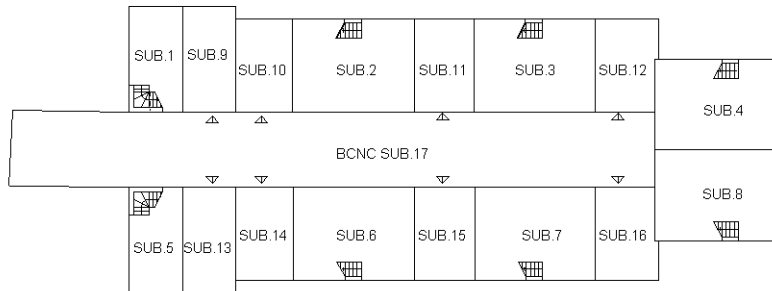 SUB.1
SUB.9
SUB.10
SUB.2
SUB.11
SUB.3
SUB.12
SUB.4
BCNC SUB.17
SUB.5
SUB.13
SUB.14
SUB.6
SUB.15
SUB.7
SUB.16
SUB.8